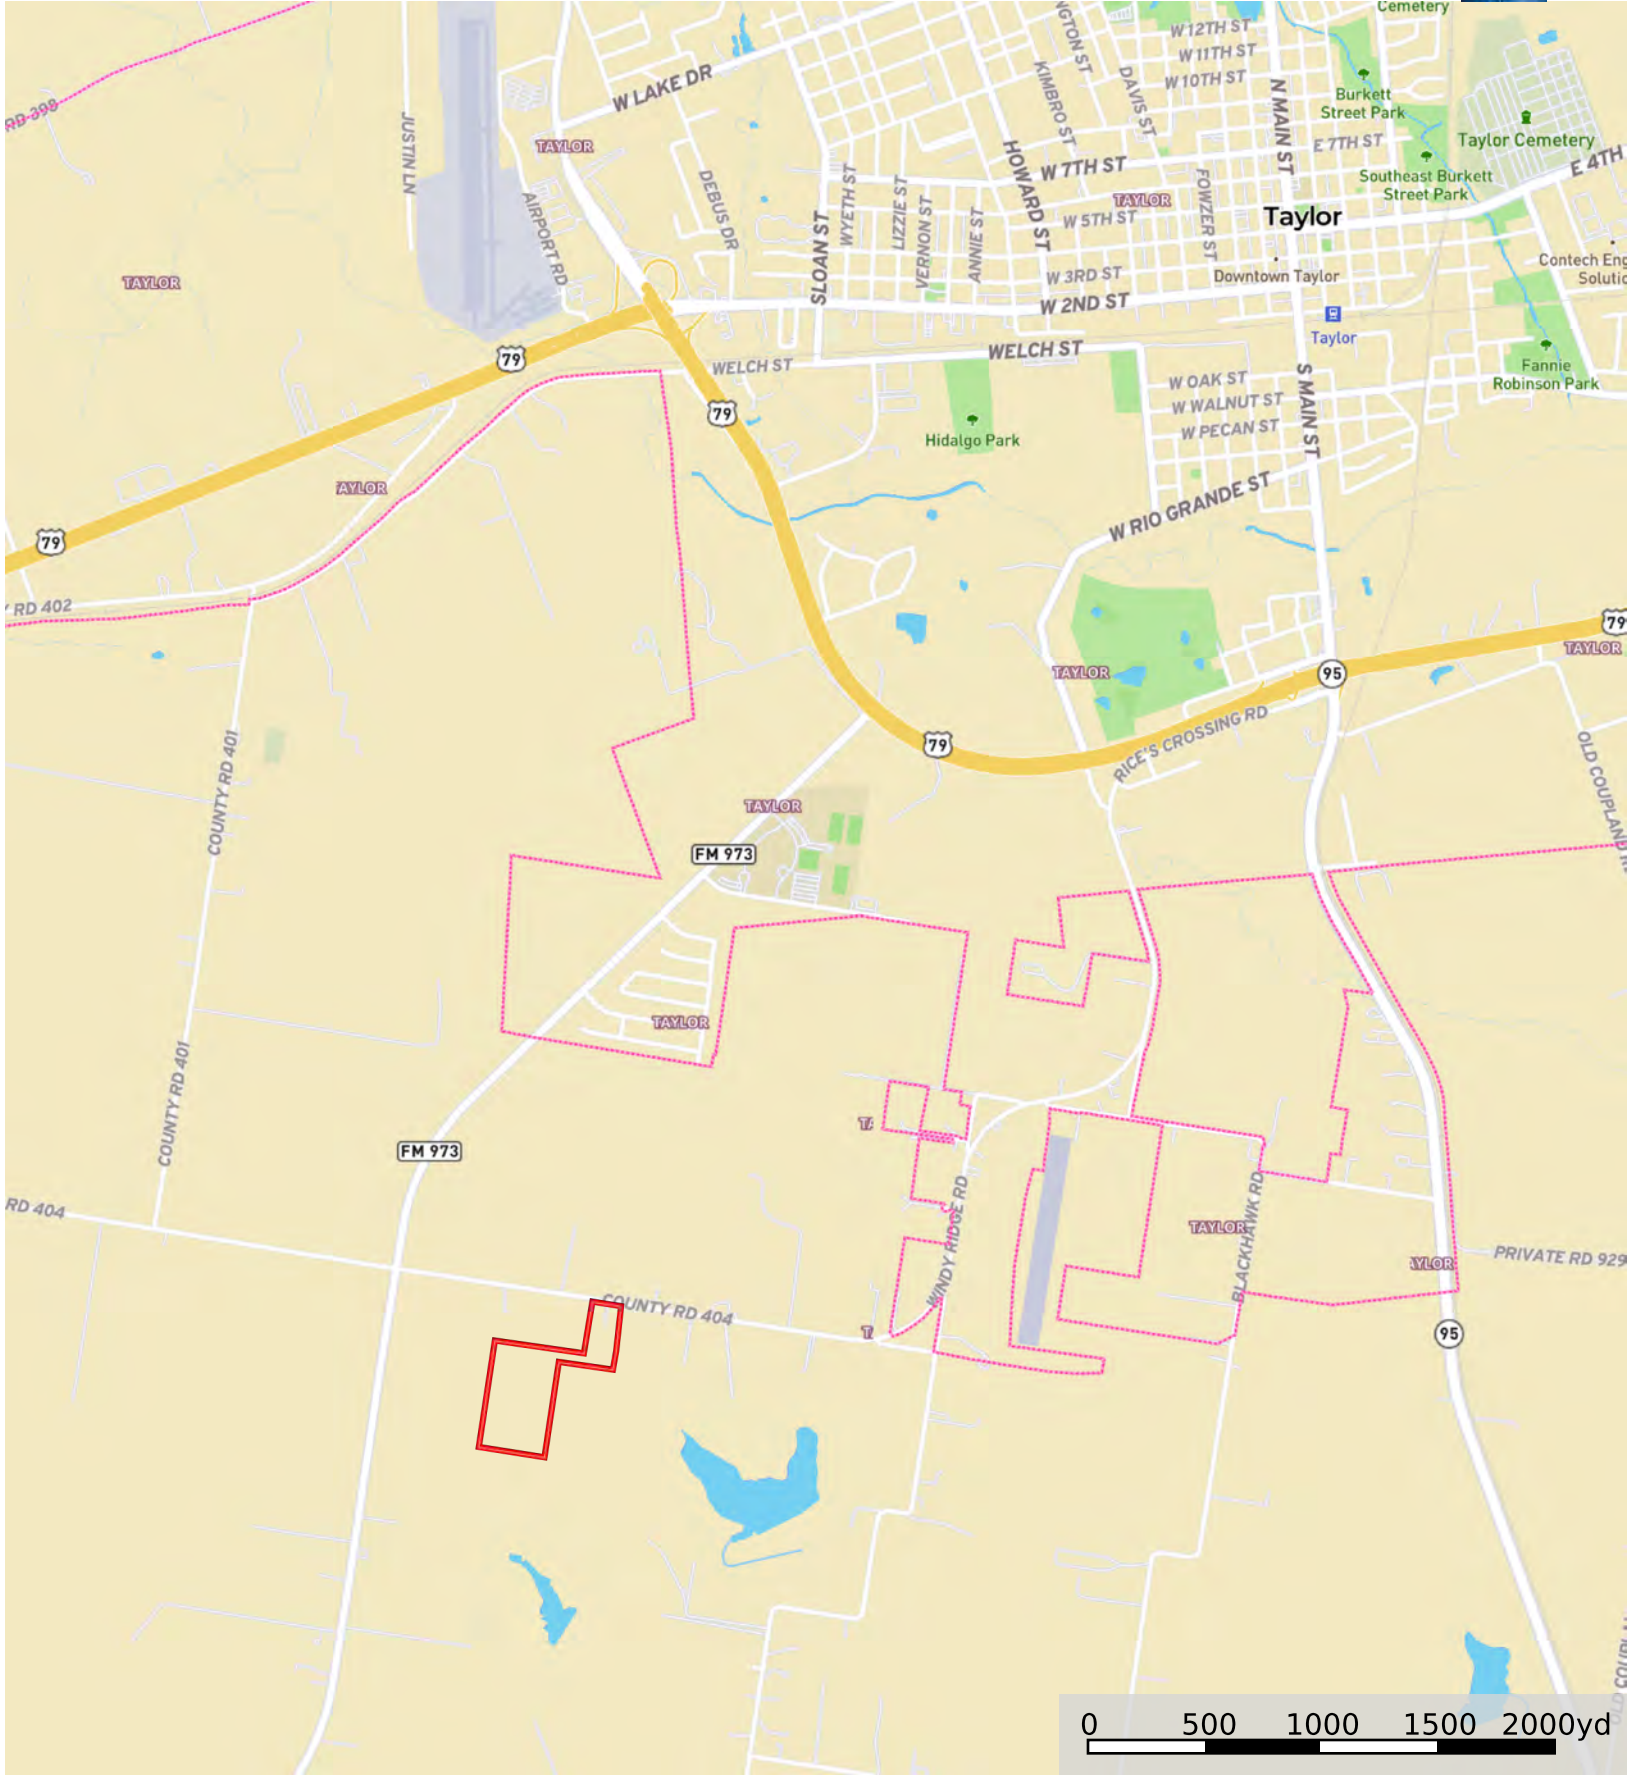 Cemetery
W 12TH ST
W 11TH ST
W 10TH ST
KIMBRO ST
DAVIS ST
N MAIN ST
W LAKE DR
Burkett
Street Park
Taylor Cemetery
RD 398
JUSTIN LN
TAYLOR
E 7TH ST
E 4TH
HOWARD ST
W 7TH ST
Southeast Burkett
Street Park
DEBUS DR
AIRPORT RD
SLOAN ST
WYETH ST
LIZZIE ST
VERNON ST
ANNIE ST
FOWZER ST
TAYLOR
W 5TH ST
Taylor
TAYLOR
W 3RD ST
Downtown Taylor
Contech Eng
Solutio
W 2ND ST
Taylor
79
WELCH ST
WELCH ST
S MAIN ST
W OAK ST
W WALNUT ST
W PECAN ST
Fannie
Robinson Park
79
Hidalgo Park
AYLOR
79
W RIO GRANDE ST
RD 402
79
TAYLOR
TAYLOR
95
79
RICE'S CROSSING RD
OLD COUPLAND
COUNTY RD 401
TAYLOR
FM 973
TAYLOR
COUNTY RD 401
FM 973
RD 404
WINDY RIDGE RD
BLACKHAWK RD
TAYLOR
AYLOR
PRIVATE RD 929
COUNTY RD 404
95
0 500 1000 1500 2000yd